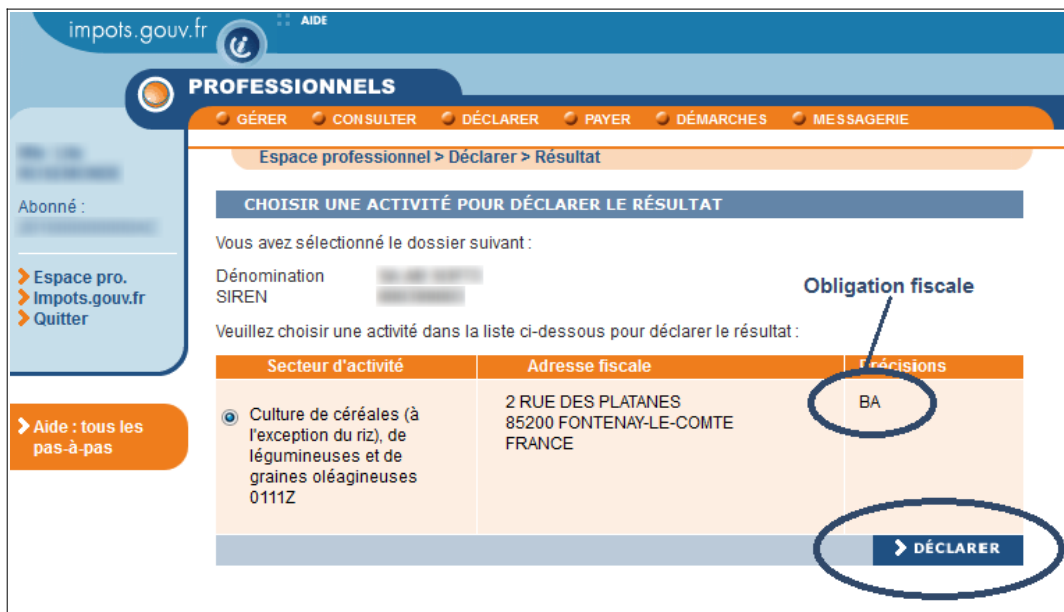 impots.gouv.fr
AIDE
PROFESSIONNELS
GÉRER CONSULTER DÉCLARER PAYER DÉMARCHES MESSAGERIE
Espace professionnel > Déclarer > Résultat
Abonné :
Espace pro.
Impots.gouv.fr
Quitter
Aide : tous les
pas-à-pas
CHOISIR UNE ACTIVITÉ POUR DÉCLARER LE RÉSULTAT
Vous avez sélectionné le dossier suivant :
Dénomination
SIREN
Obligation fiscale
Veuillez choisir une activité dans la liste ci-dessous pour déclarer le résultat :
Secteur d'activité Adresse fiscale Précisions
Culture de céréales (à
l'exception du riz), de
légumineuses et de
graines oléagineuses
0111Z
2 RUE DES PLATANES
85200 FONTENAY-LE-COMTE
FRANCE
BA
DÉCLARER